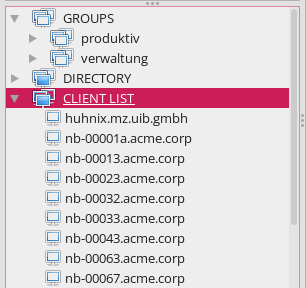 GROUPS
produktiv
verwaltung
DIRECTORY
CLIENT LIST
huhnix.mz.uib.gmbh
nb-00001a.acme.corp
nb-00013.acme.corp
nb-00023.acme.corp
nb-00032.acme.corp
nb-00033.acme.corp
nb-00043.acme.corp
nb-00063.acme.corp
nb-00067.acme.corp